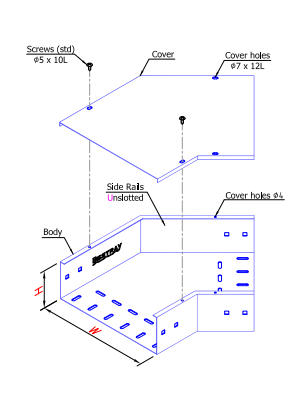 Screws (std)
φ5 x 10L
Cover
Cover holes
φ7 x 12L
Side Rails
Unslotted
Cover holes φ4
Body
BESTRAY
H
W